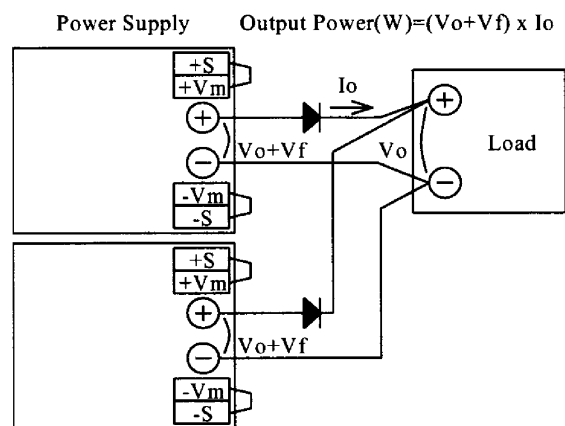 Power Supply
Output Power(W)=(Vo+Vf) x Io
+S
+Vm
+
Io
+
Load
Vo+Vf
Vo
−
−
-Vm
-S
+S
+Vm
+
Vo+Vf
−
-Vm
-S